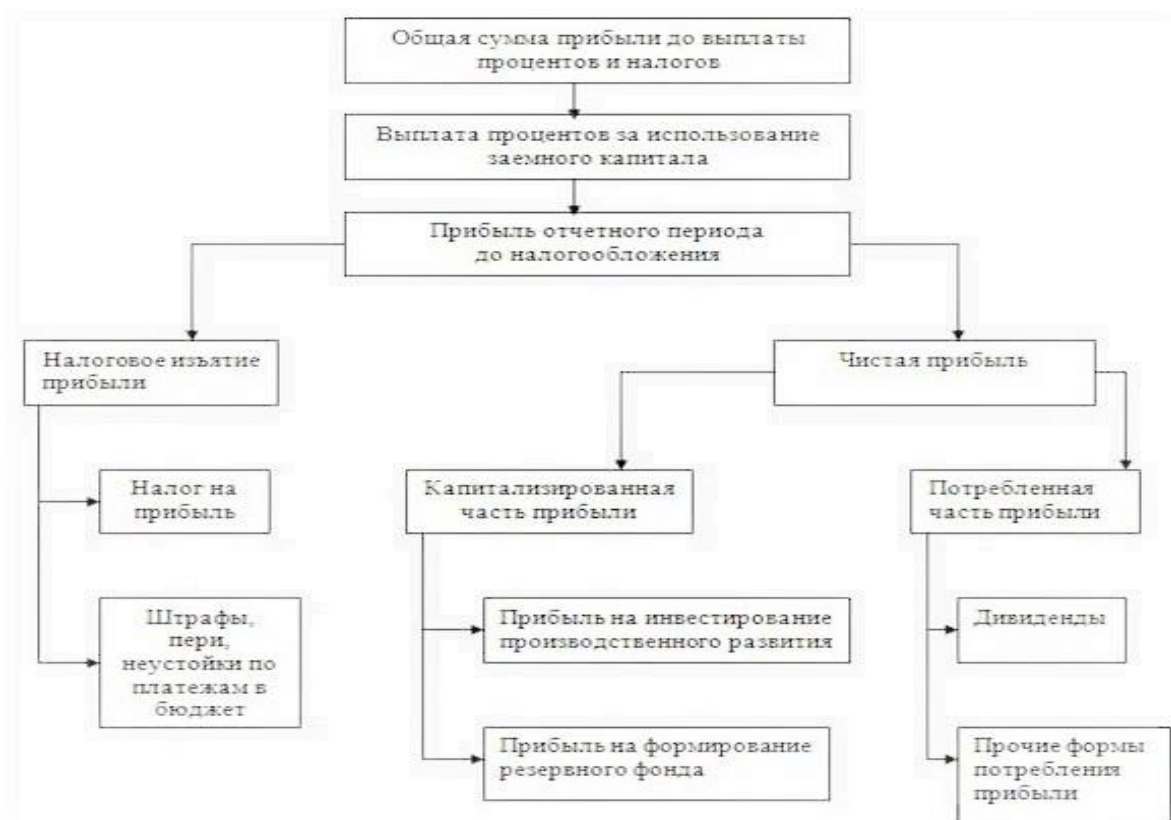 Общая сумма прибыли до выплаты
процентов и налогов
Выплата процентов за использование
заемного капитала
Прибыль отчетного периода
до налогообложения
Налоговое изъятие
прибыли
Чистая прибыль
Налог на
прибыль
Капитализированная
часть прибыли
Потребленная
часть прибыли
Штрафы,
пери,
неустойки по
платежам в
бюджет
Прибыль на инвестирование
производственного развития
Дивиденды
Прибыль на формирование
резервного фонда
Прочие формы
потребления
прибыли